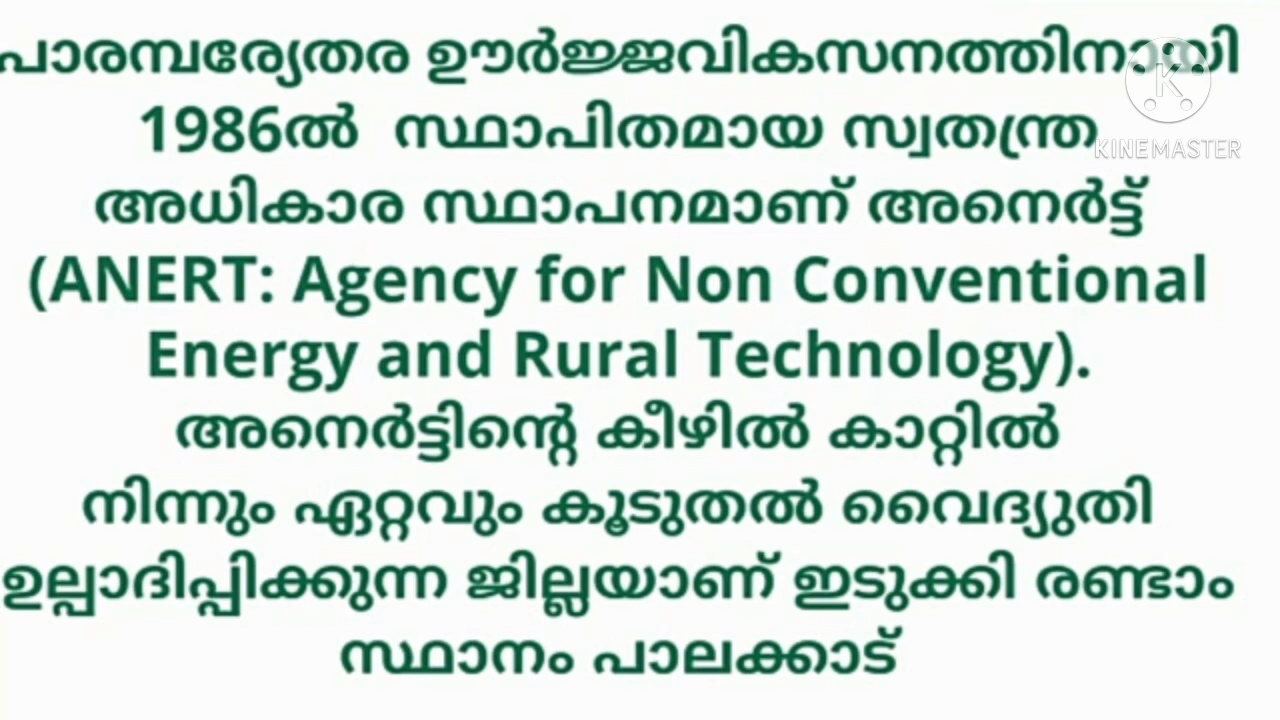 പാരമ്പര്യേതര ഊർജ്ജവികസനത്തിനായി
1986ൽ സ്ഥാപിതമായ സ്വതന്ത്ര
KINEMASTER
അധികാര സ്ഥാപനമാണ് അനെർട്ട്
(ANERT: Agency for Non Conventional
Energy and Rural Technology).
അനെർട്ടിന്റെ കീഴിൽ കാറ്റിൽ
നിന്നും ഏറ്റവും കൂടുതൽ വൈദ്യുതി
ഉല്പാദിപ്പിക്കുന്ന ജില്ലയാണ് ഇടുക്കി രണ്ടാം
സ്ഥാനം പാലക്കാട്